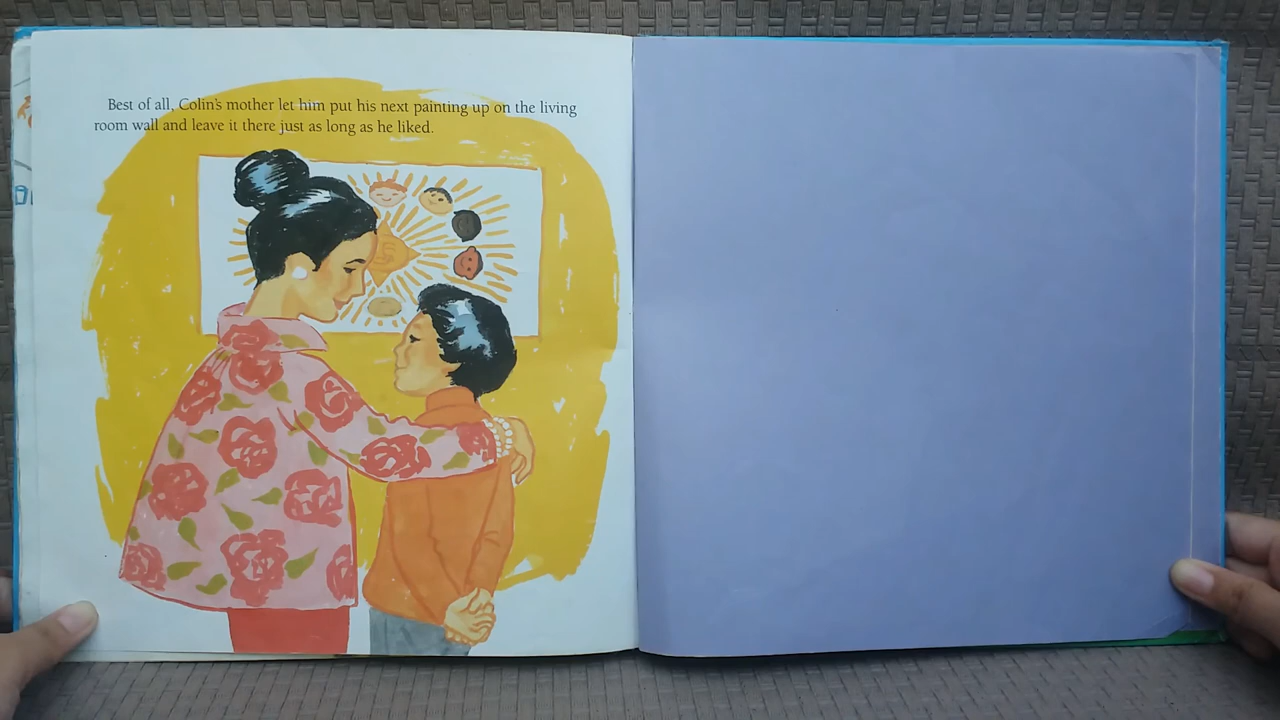 Best of all, Colin's mother let him put his next painting up on the living
room wall and leave it there just as long as he liked.